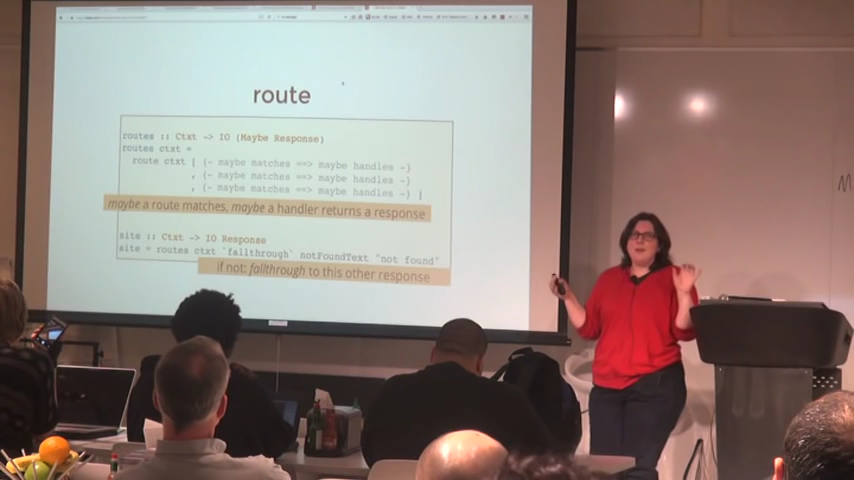 route
routes :: Ctxt -> IO (Maybe Response)
routes ctxt =
route ctxt [ (- maybe matches ==> maybe handles -)
, (- maybe matches ==> maybe handles -)
, (- maybe matches ==> maybe handles -) ]
maybe a route matches, maybe a handler returns a response
site :: Ctxt -> IO Response
site = routes ctxt `fallthrough` notFoundText "not found"
if not: fallthrough to this other response